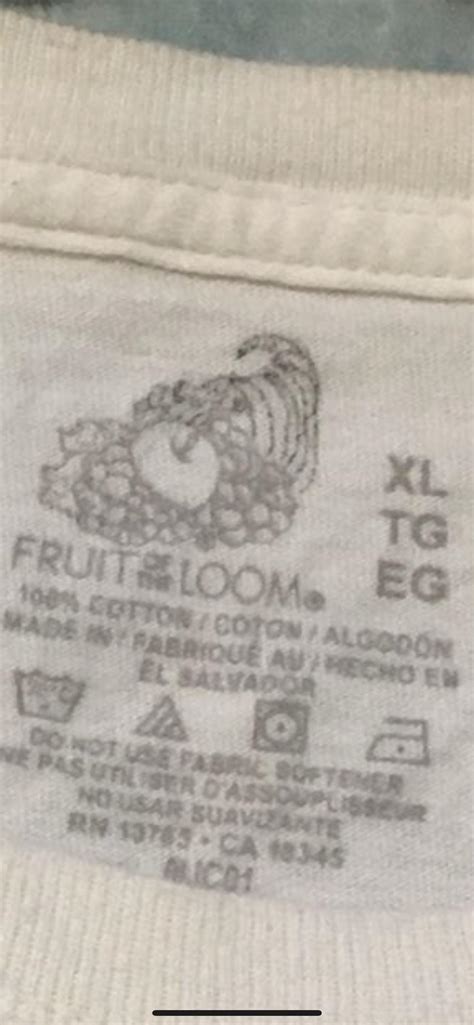 XL
TG
EG
FRUIT OF THE LOOM®
100% COTTON / COTON / ALGODÓN
MADE IN / FABRIQUÉ AU / HECHO EN
EL SALVADOR
DO NOT USE FABRIC SOFTENER
NE PAS UTILISER D'ASSOUPLISSEUR
NO USAR SUAVIZANTE
RN 13765 • CA 18345